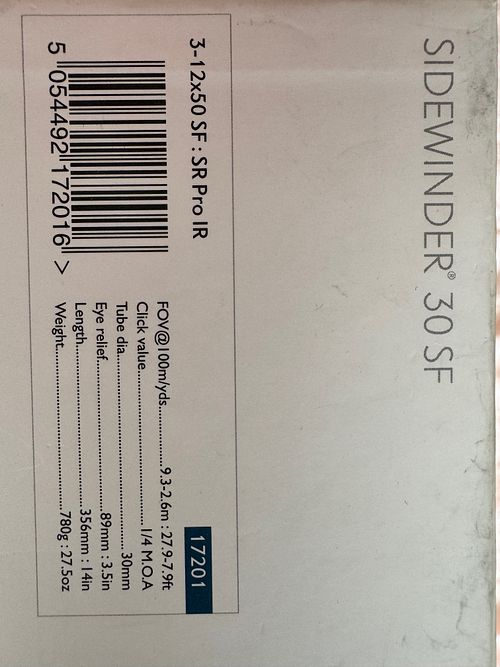 SIDEWINDER® 30 SF
3-12x50 SF : SR Pro IR
17201
5 054492 172016 >
FOV@100m/yds....................9.3-2.6m : 27.9-7.9ft
Click value....................1/4 M.O.A
Tube dia....................30mm
Eye relief....................89mm : 3.5in
Length....................356mm : 14in
Weight....................780g : 27.5oz